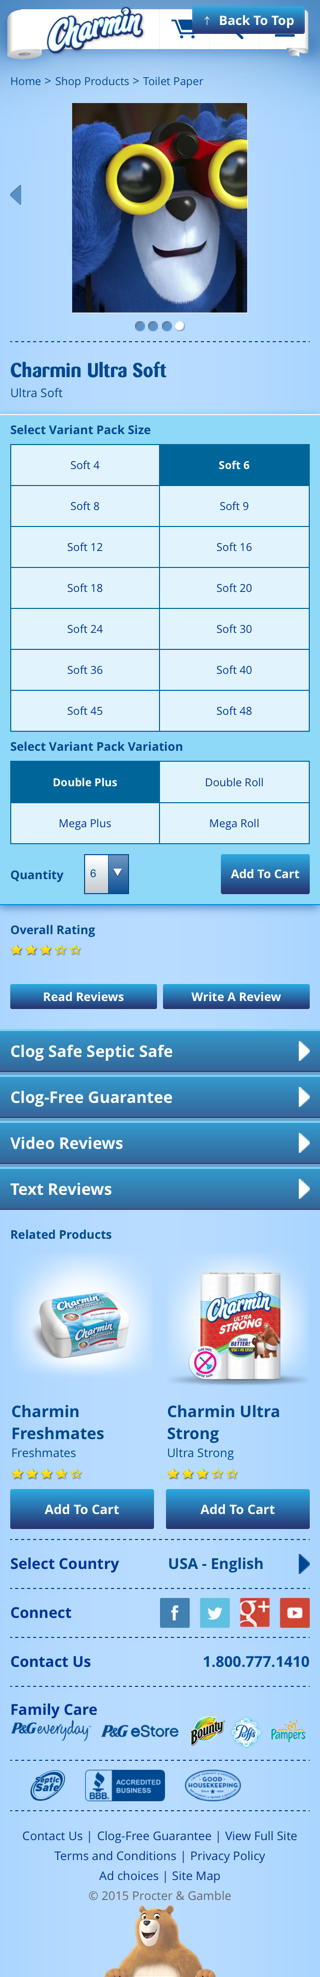 Charmin
↑ Back To Top
Home > Shop Products > Toilet Paper
Charmin Ultra Soft
Ultra Soft
Select Variant Pack Size
Soft 4
Soft 6
Soft 8
Soft 9
Soft 12
Soft 16
Soft 18
Soft 20
Soft 24
Soft 30
Soft 36
Soft 40
Soft 45
Soft 48
Select Variant Pack Variation
Double Plus
Double Roll
Mega Plus
Mega Roll
Quantity
6
Add To Cart
Overall Rating
Read Reviews
Write A Review
Clog Safe Septic Safe
Clog-Free Guarantee
Video Reviews
Text Reviews
Related Products
Charmin
Charmin
Charmin
ULTRA
STRONG
Charmin Freshmates
Freshmates
Add To Cart
Charmin Ultra Strong
Ultra Strong
Add To Cart
Select Country
USA - English
Connect
f
g+
Contact Us
1.800.777.1410
Family Care
P&G everyday
P&G eStore
Bounty
Puffs
Pampers
Septic Safe
BBB
ACCREDITED BUSINESS
GOOD HOUSEKEEPING
Contact Us | Clog-Free Guarantee | View Full Site
Terms and Conditions | Privacy Policy
Ad choices | Site Map
© 2015 Procter & Gamble